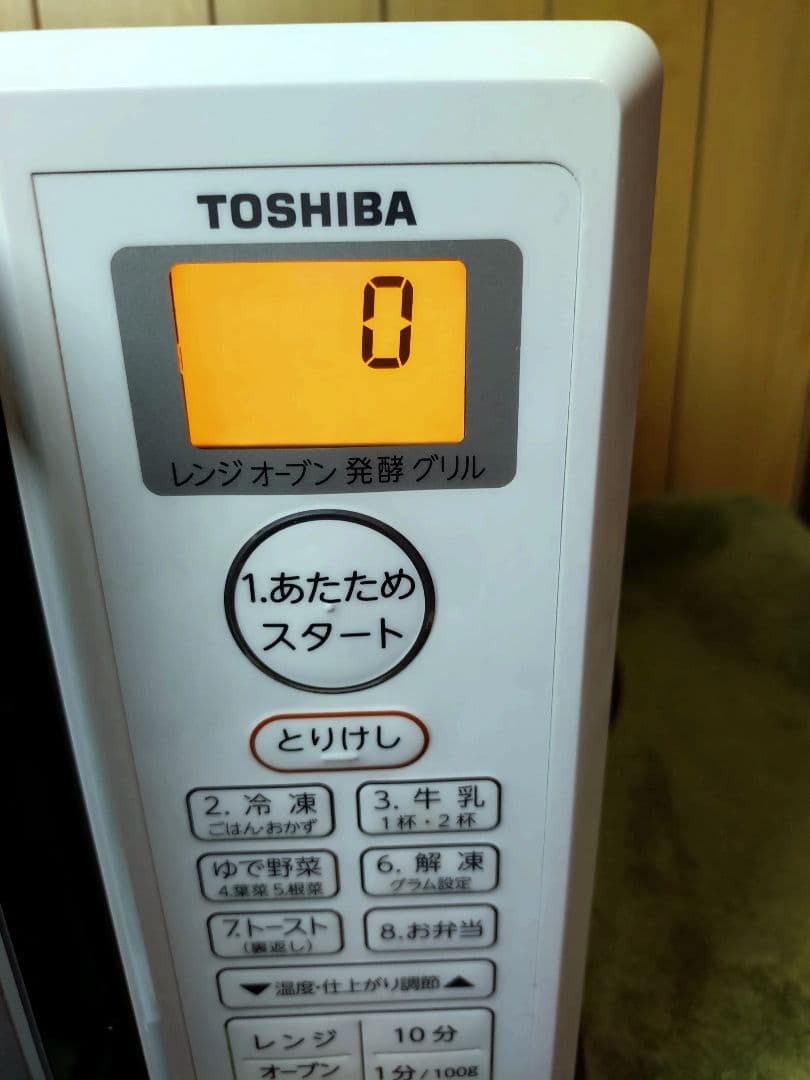 TOSHIBA
0
レンジ オーブン 発酵 グリル
1.あたため
スタート
とりけし
2. 冷 凍
ごはん・おかず
3. 牛 乳
1杯・2杯
ゆで野菜
4.葉菜 5.根菜
6. 解 凍
グラム設定
7.トースト
(裏返し)
8.お弁当
▼温度・仕上がり調節▲
レンジ
10分
オーブン
1分/100g